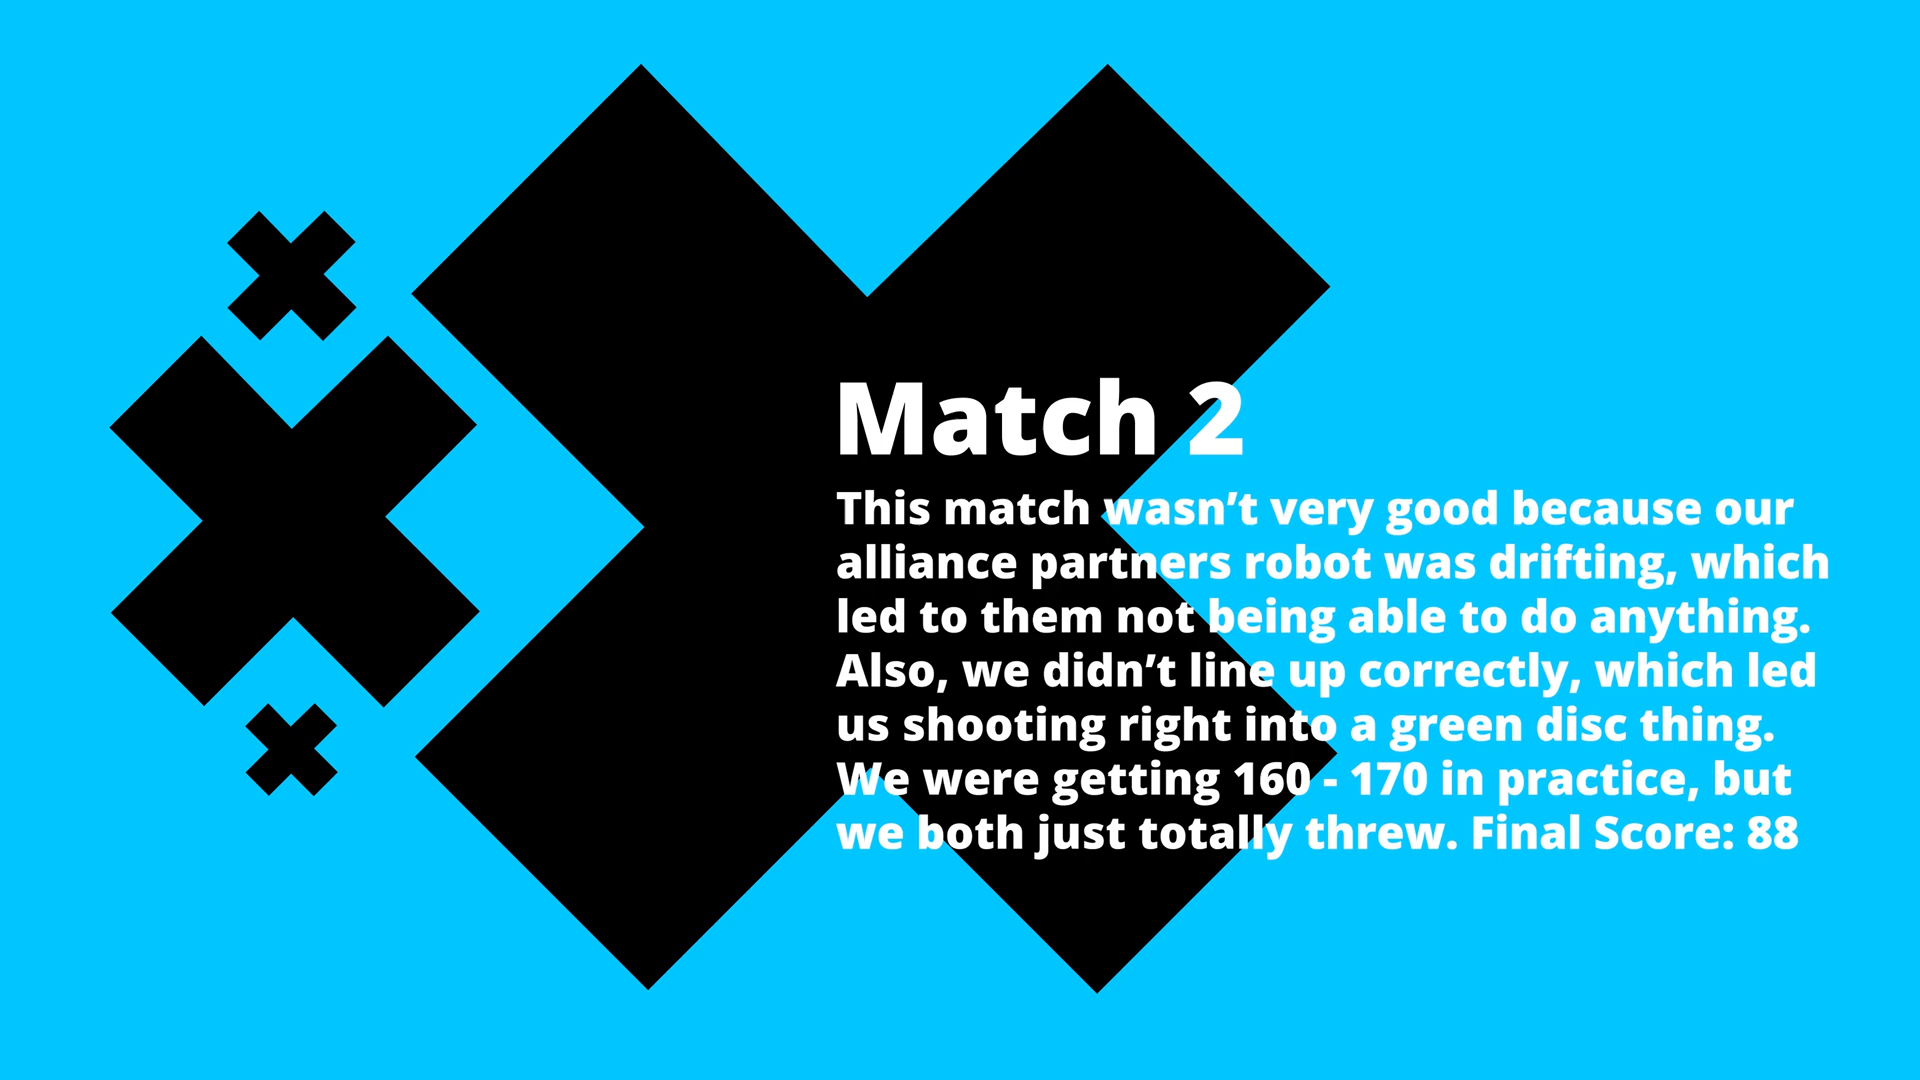 Match 2
This match wasn’t very good because our
alliance partners robot was drifting, which
led to them not being able to do anything.
Also, we didn’t line up correctly, which led
us shooting right into a green disc thing.
We were getting 160 - 170 in practice, but
we both just totally threw. Final Score: 88